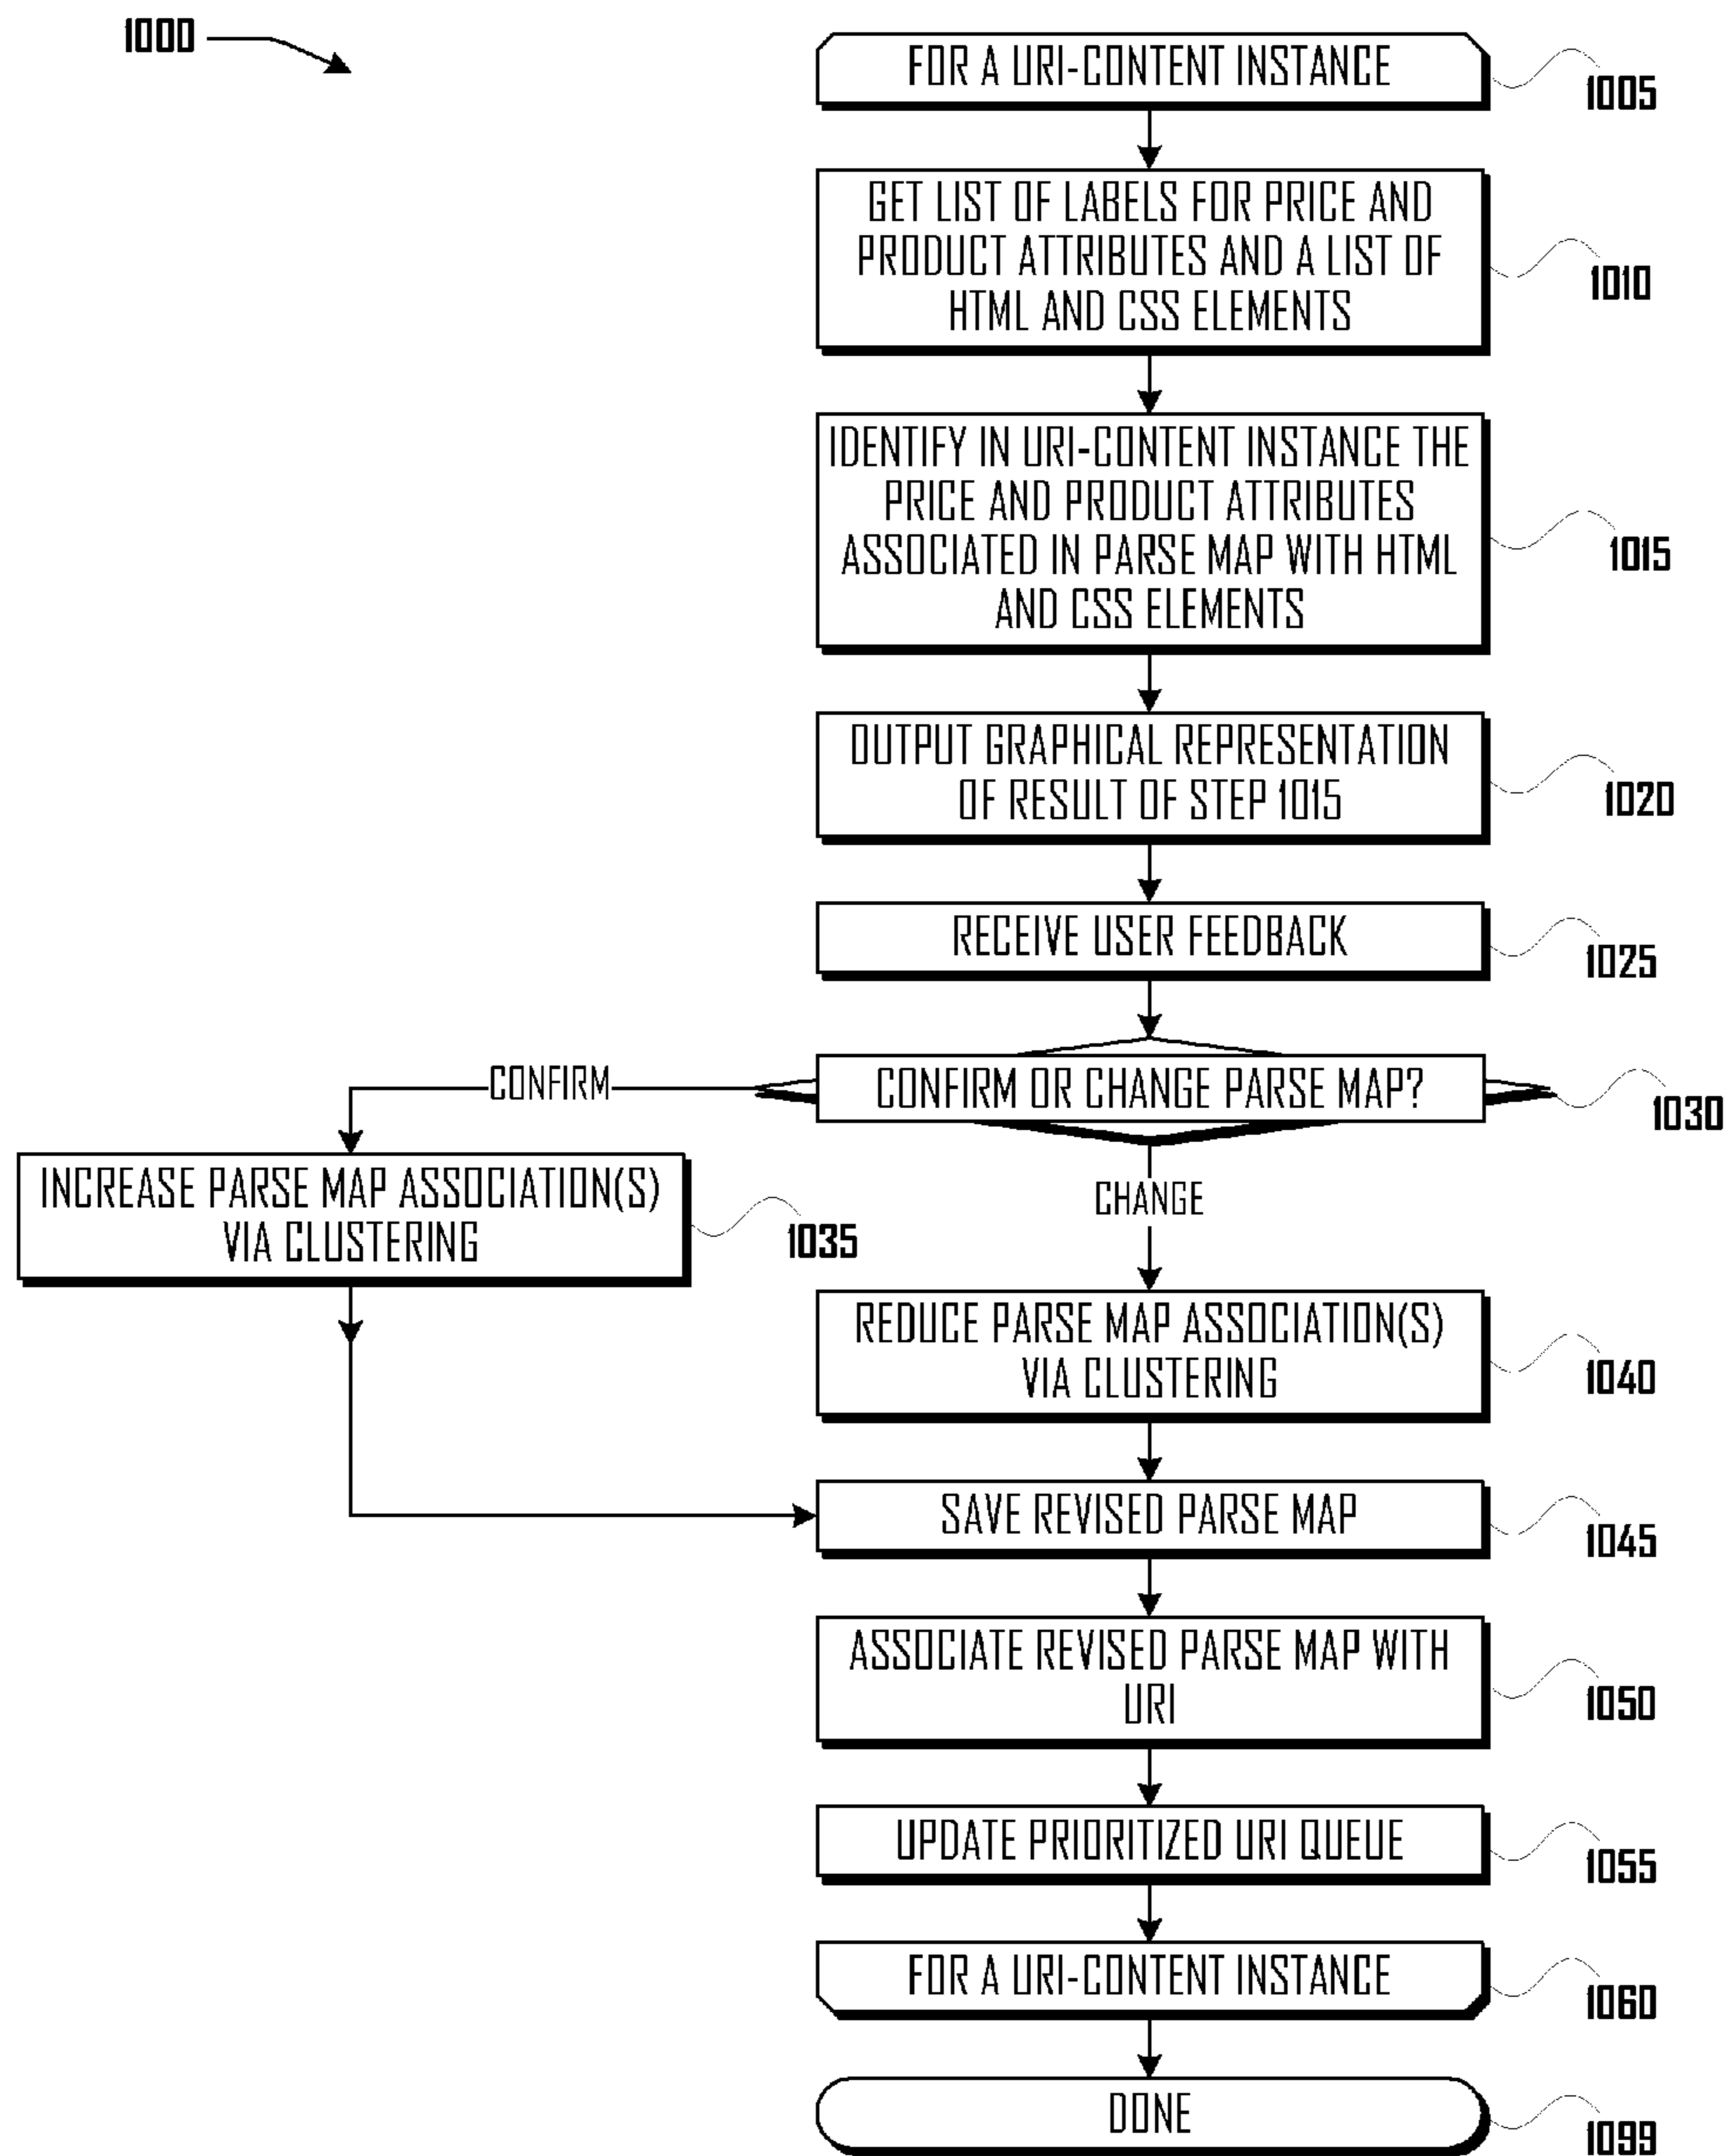 1000
FOR A URI-CONTENT INSTANCE
1005
GET LIST OF LABELS FOR PRICE AND
PRODUCT ATTRIBUTES AND A LIST OF
HTML AND CSS ELEMENTS
1010
IDENTIFY IN URI-CONTENT INSTANCE THE
PRICE AND PRODUCT ATTRIBUTES
ASSOCIATED IN PARSE MAP WITH HTML
AND CSS ELEMENTS
1015
OUTPUT GRAPHICAL REPRESENTATION
OF RESULT OF STEP 1015
1020
RECEIVE USER FEEDBACK
1025
CONFIRM
CONFIRM OR CHANGE PARSE MAP?
1030
INCREASE PARSE MAP ASSOCIATION(S)
VIA CLUSTERING
1035
CHANGE
REDUCE PARSE MAP ASSOCIATION(S)
VIA CLUSTERING
1040
SAVE REVISED PARSE MAP
1045
ASSOCIATE REVISED PARSE MAP WITH
URI
1050
UPDATE PRIORITIZED URI QUEUE
1055
FOR A URI-CONTENT INSTANCE
1060
DONE
1099